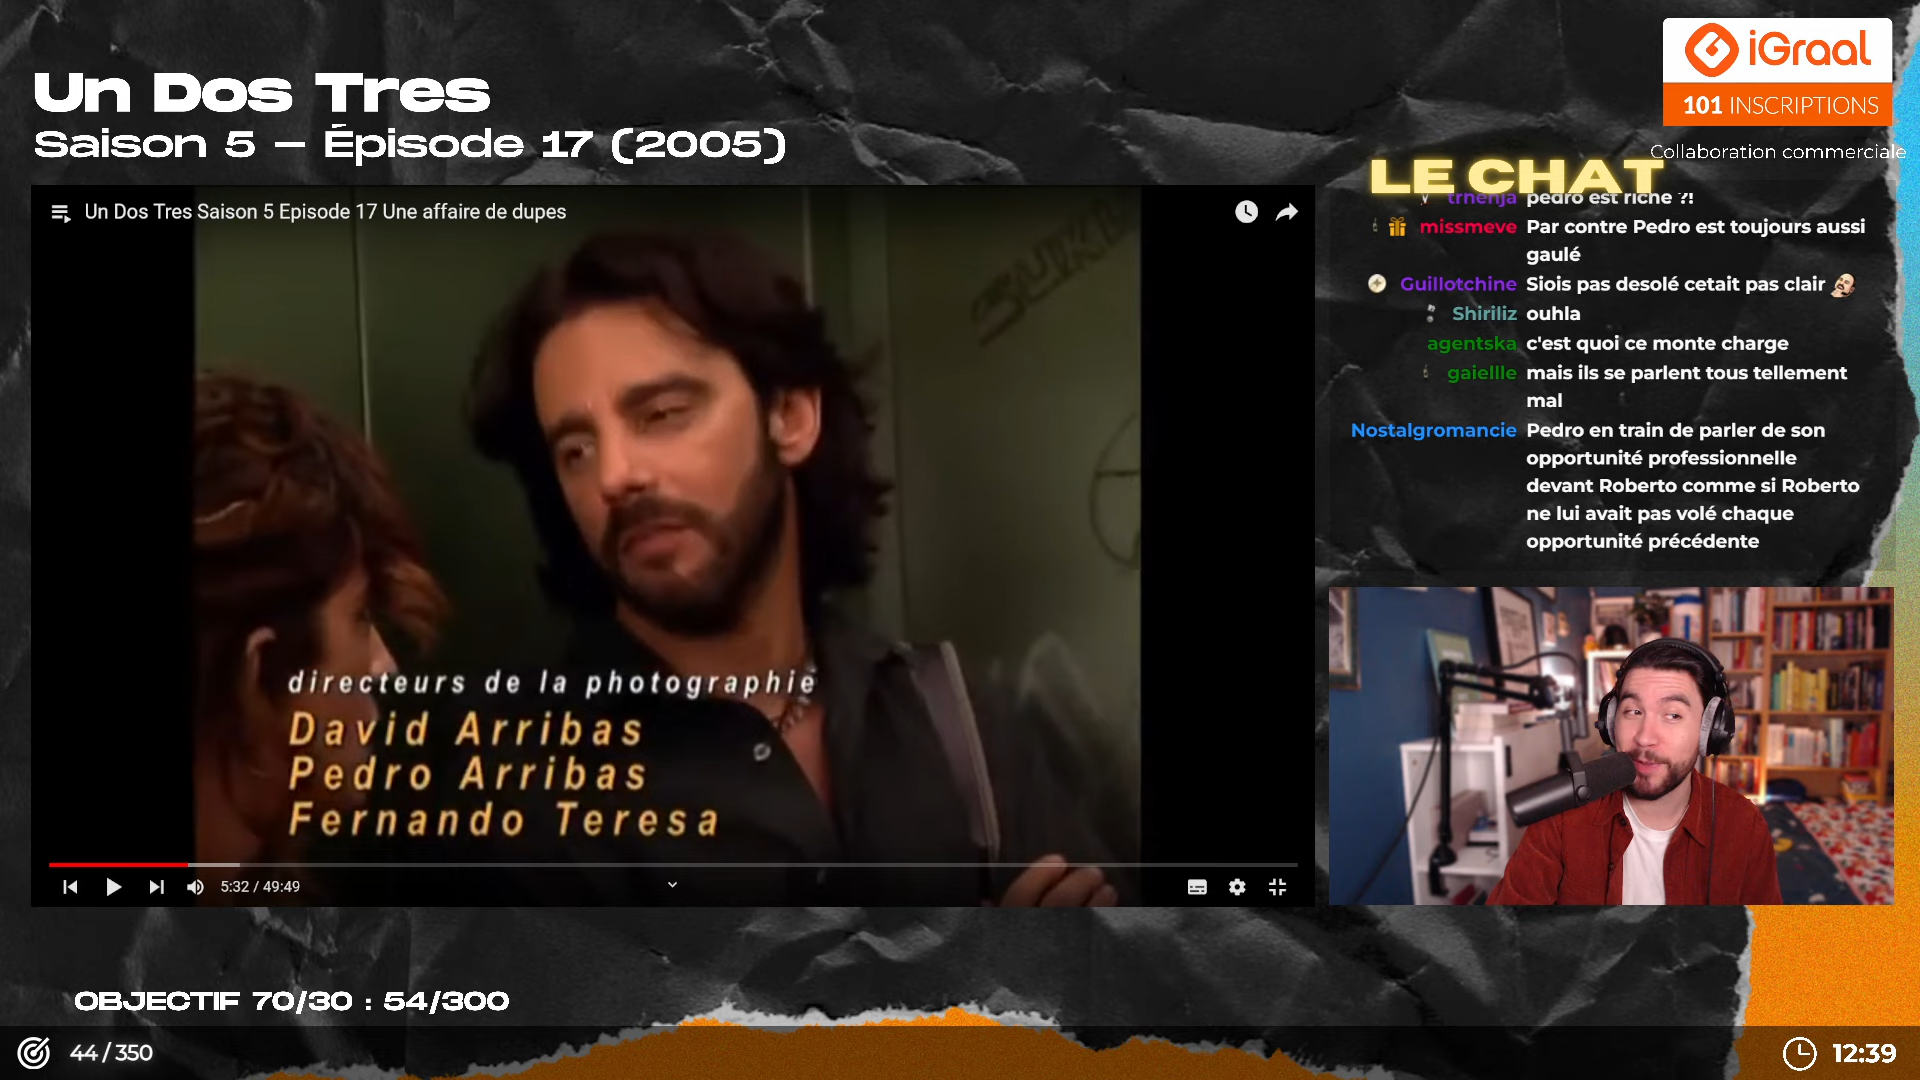 Un Dos Tres
Saison 5 – Épisode 17 (2005)
iGraal
101 INSCRIPTIONS
Collaboration commerciale
LE CHAT
Un Dos Tres Saison 5 Episode 17 Une affaire de dupes
trnenja pedro est riche ?!
missmeve Par contre Pedro est toujours aussi
gaulé
Guillotchine Siois pas desolé cetait pas clair
Shiriliz ouhla
agentska c'est quoi ce monte charge
gaiellle mais ils se parlent tous tellement
mal
Nostalgromancie Pedro en train de parler de son
opportunité professionnelle
devant Roberto comme si Roberto
ne lui avait pas volé chaque
opportunité précédente
directeurs de la photographie
David Arribas
Pedro Arribas
Fernando Teresa
5:32 / 49:49
OBJECTIF 70/30 : 54/300
44 / 350
12:39